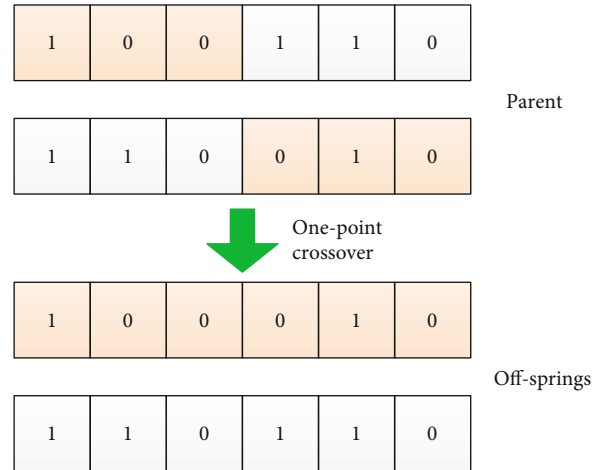 1 0 0 1 1 0
Parent
1 1 0 0 1 0
One-point
crossover
1 0 0 0 1 0
Off-springs
1 1 0 1 1 0